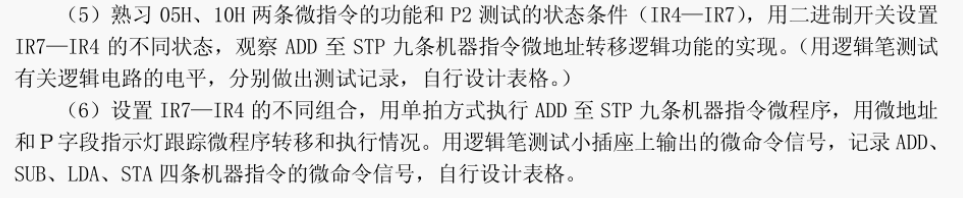 （5）熟习 05H、10H 两条微指令的功能和 P2 测试的状态条件（IR4—IR7），用二进制开关设置
IR7—IR4 的不同状态，观察 ADD 至 STP 九条机器指令微地址转移逻辑功能的实现。（用逻辑笔测试
有关逻辑电路的电平，分别做出测试记录，自行设计表格。）
（6）设置 IR7—IR4 的不同组合，用单拍方式执行 ADD 至 STP 九条机器指令微程序，用微地址
和 P 字段指示灯跟踪微程序转移和执行情况。用逻辑笔测试小插座上输出的微命令信号，记录 ADD、
SUB、LDA、STA 四条机器指令的微命令信号，自行设计表格。